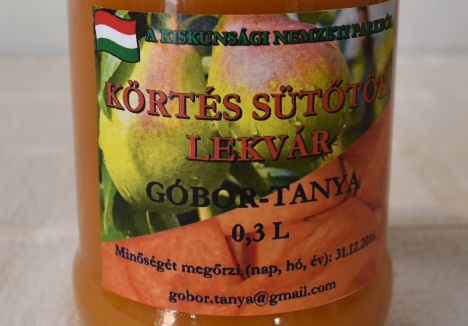 A KISKUNSÁGI NEMZETI PARKBÓL
KÖRTÉS SÜTŐTÖK
LEKVÁR
GÓBOR-TANYA
0,3 L
Minőségét megőrzi (nap, hó, év): 31.12.2016
gobor.tanya@gmail.com